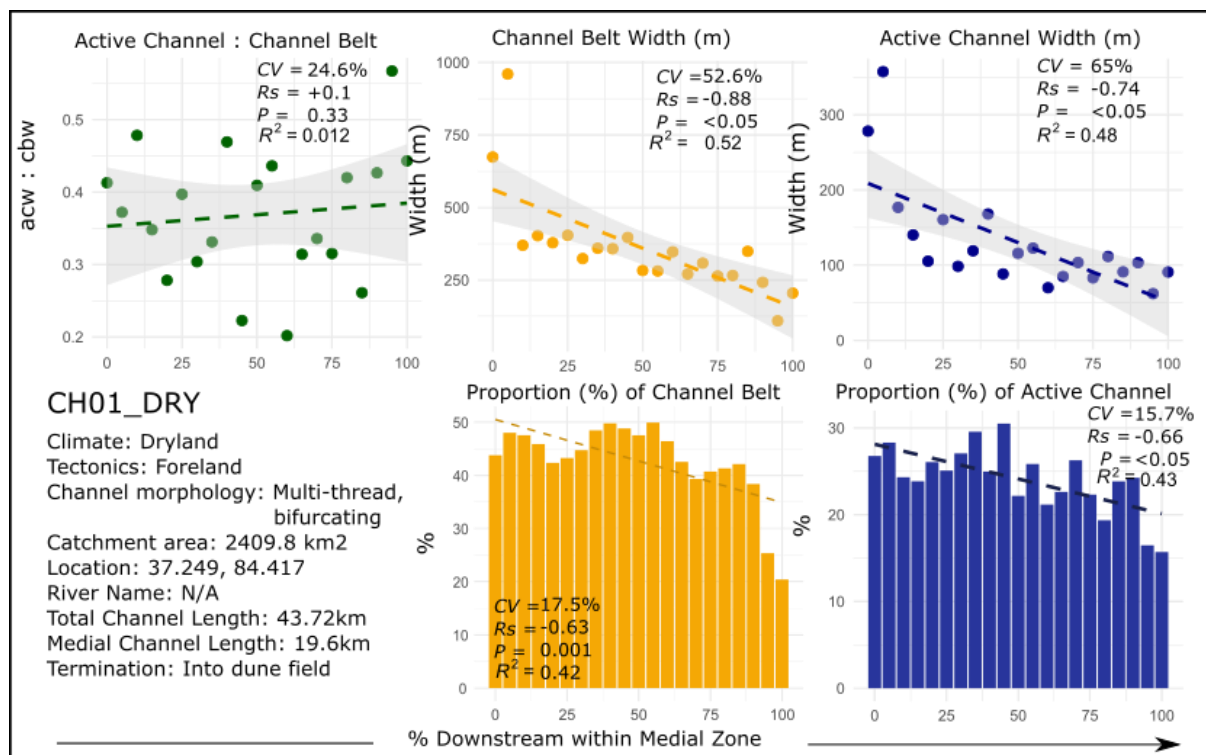 Active Channel : Channel Belt
CV = 24.6%
Rs = +0.1
P = 0.33
R² = 0.012
acw : cbw
0.5
0.4
0.3
0.2
0 25 50 75 100
Channel Belt Width (m)
CV =52.6%
Rs =-0.88
P = <0.05
R² = 0.52
Width (m)
1000
750
500
250
0 25 50 75 100
Active Channel Width (m)
CV = 65%
Rs = -0.74
P = <0.05
R² = 0.48
Width (m)
300
200
100
0
0 25 50 75 100
CH01_DRY
Climate: Dryland
Tectonics: Foreland
Channel morphology: Multi-thread,
bifurcating
Catchment area: 2409.8 km2
Location: 37.249, 84.417
River Name: N/A
Total Channel Length: 43.72km
Medial Channel Length: 19.6km
Termination: Into dune field
Proportion (%) of Channel Belt
%
50
40
30
20
10
0
CV =17.5%
Rs =-0.63
P = 0.001
R² = 0.42
0 25 50 75 100
Proportion (%) of Active Channel
CV =15.7%
Rs = -0.66
P = <0.05
R² =0.43
%
30
20
10
0
0 25 50 75 100
% Downstream within Medial Zone